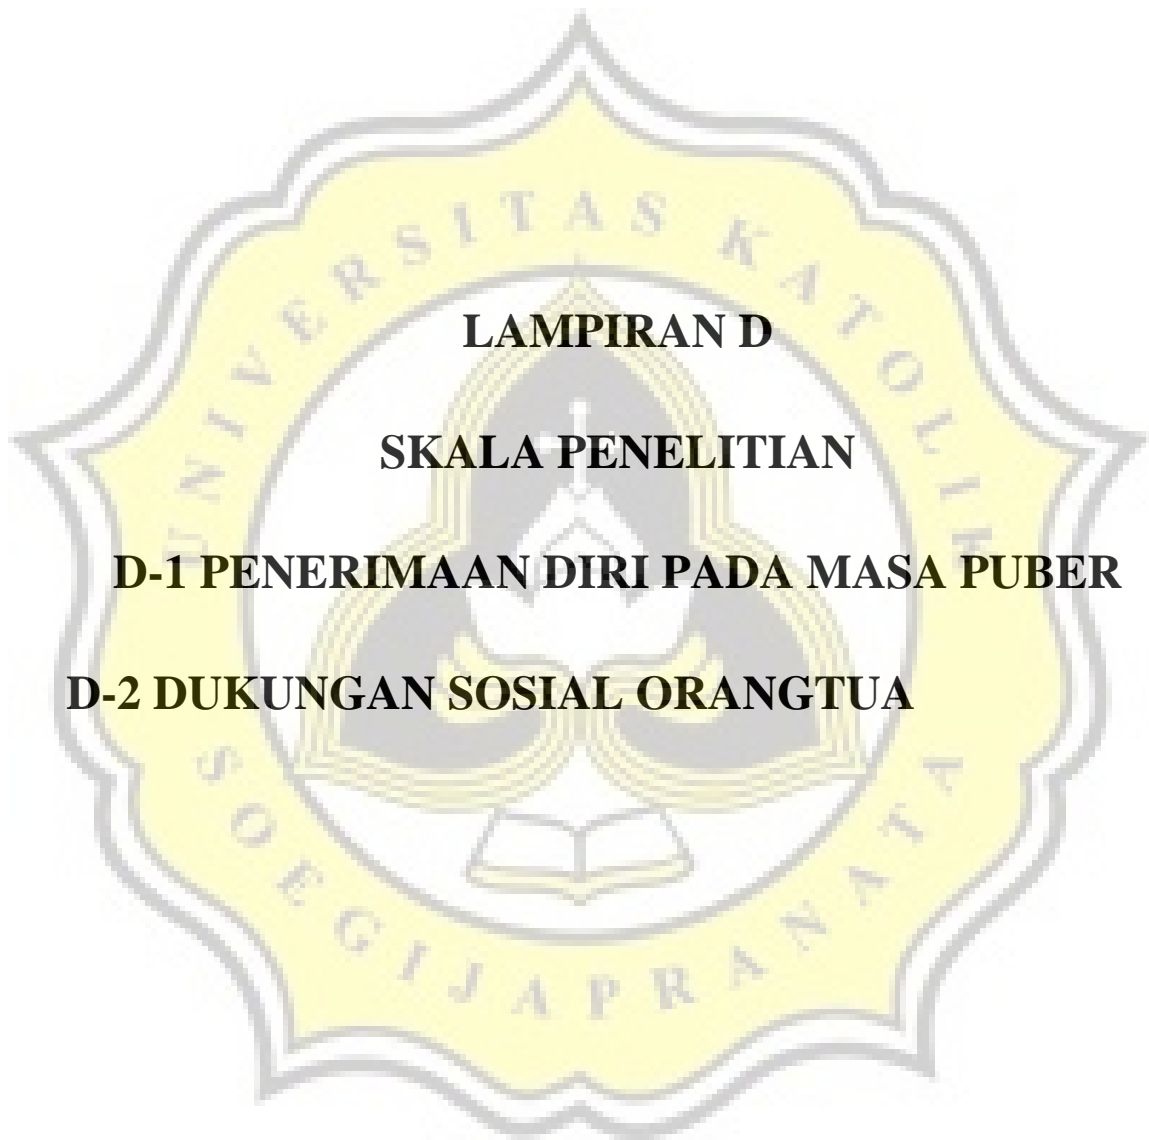 LAMPIRAN D
SKALA PENELITIAN
D-1 PENERIMAAN DIRI PADA MASA PUBER
D-2 DUKUNGAN SOSIAL ORANGTUA
UNIVERSITAS KATOLIK
SOEGIJAPRANATA